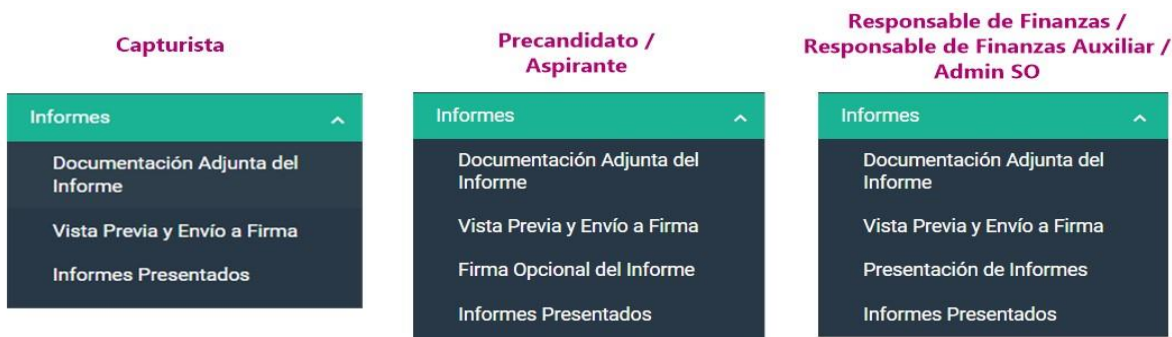 Capturista
Informes
Documentación Adjunta del
Informe
Vista Previa y Envío a Firma
Informes Presentados
Precandidato /
Aspirante
Informes
Documentación Adjunta del
Informe
Vista Previa y Envío a Firma
Firma Opcional del Informe
Informes Presentados
Responsable de Finanzas /
Responsable de Finanzas Auxiliar /
Admin SO
Informes
Documentación Adjunta del
Informe
Vista Previa y Envío a Firma
Presentación de Informes
Informes Presentados